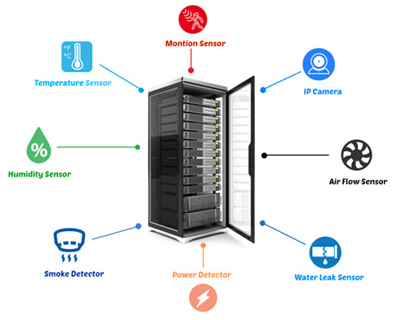 Montion Sensor
°F
°C
Temperature Sensor
IP Camera
%
Humidity Sensor
Air Flow Sensor
Smoke Detector
Power Detector
Water Leak Sensor